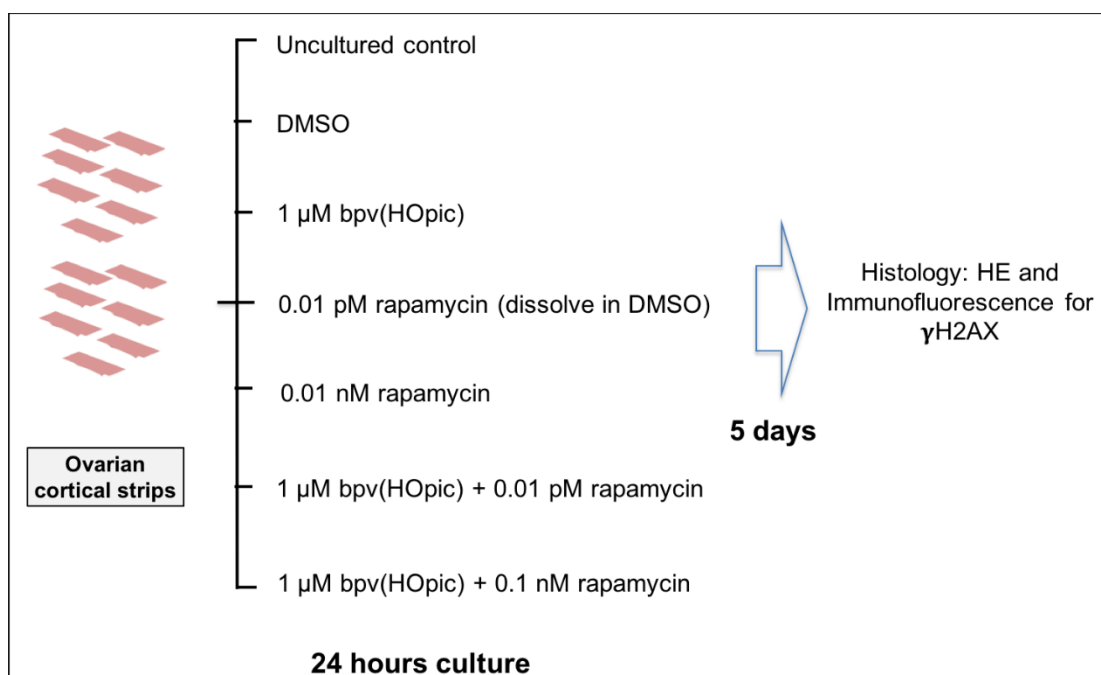 Uncultured control
DMSO
1 µM bpv(HOpic)
0.01 pM rapamycin (dissolve in DMSO)
0.01 nM rapamycin
1 µM bpv(HOpic) + 0.01 pM rapamycin
1 µM bpv(HOpic) + 0.1 nM rapamycin
24 hours culture
Ovarian
cortical strips
5 days
Histology: HE and
Immunofluorescence for
γH2AX